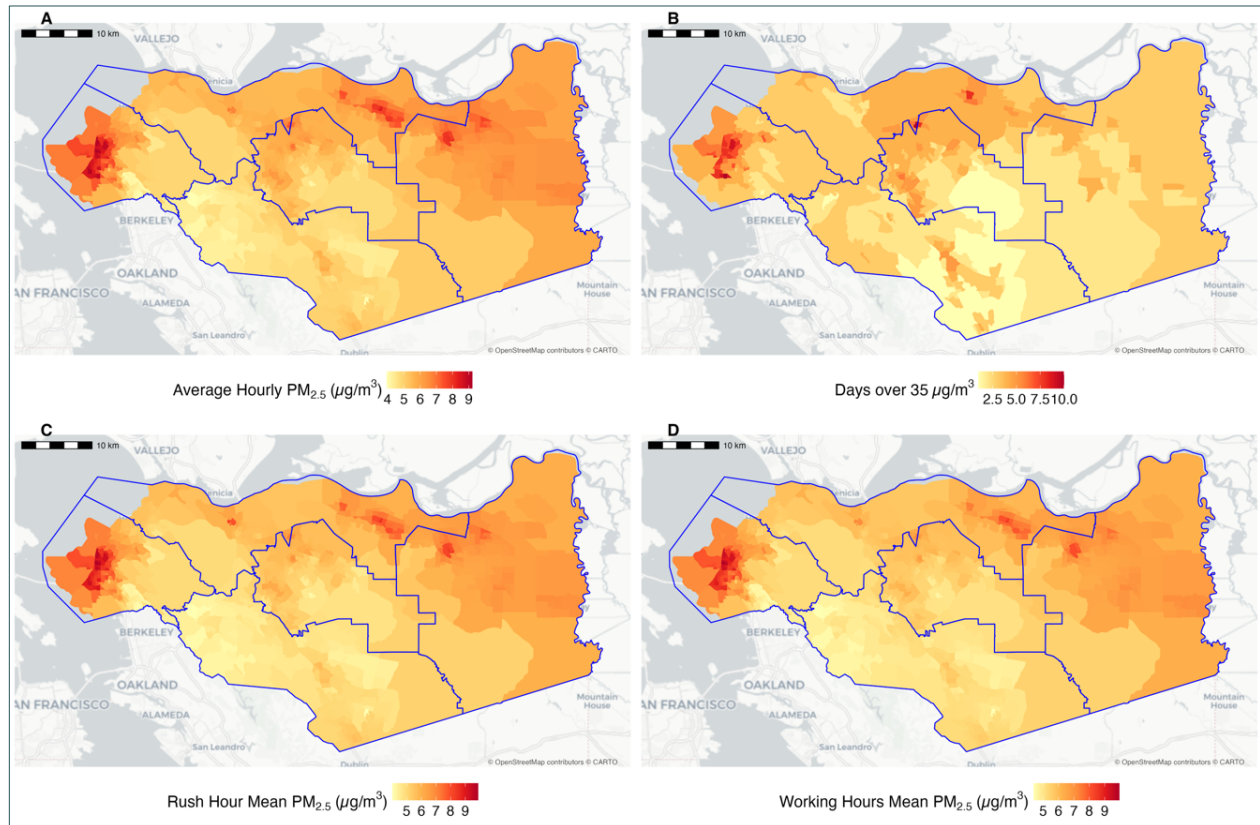 A
10 km
VALLEJO
enicia
BERKELEY
OAKLAND
AN FRANCISCO
ALAMEDA
San Leandro
Dublin
Mountain
House
© OpenStreetMap contributors © CARTO
Average Hourly PM2.5 (µg/m³)
4 5 6 7 8 9
B
10 km
VALLEJO
enicia
BERKELEY
OAKLAND
AN FRANCISCO
ALAMEDA
San Leandro
Dublin
Mountain
House
© OpenStreetMap contributors © CARTO
Days over 35 µg/m³
2.5 5.0 7.510.0
C
10 km
VALLEJO
enicia
BERKELEY
OAKLAND
AN FRANCISCO
ALAMEDA
San Leandro
Dublin
Mountain
House
© OpenStreetMap contributors © CARTO
Rush Hour Mean PM2.5 (µg/m³)
5 6 7 8 9
D
10 km
VALLEJO
enicia
BERKELEY
OAKLAND
AN FRANCISCO
ALAMEDA
San Leandro
Dublin
Mountain
House
© OpenStreetMap contributors © CARTO
Working Hours Mean PM2.5 (µg/m³)
5 6 7 8 9